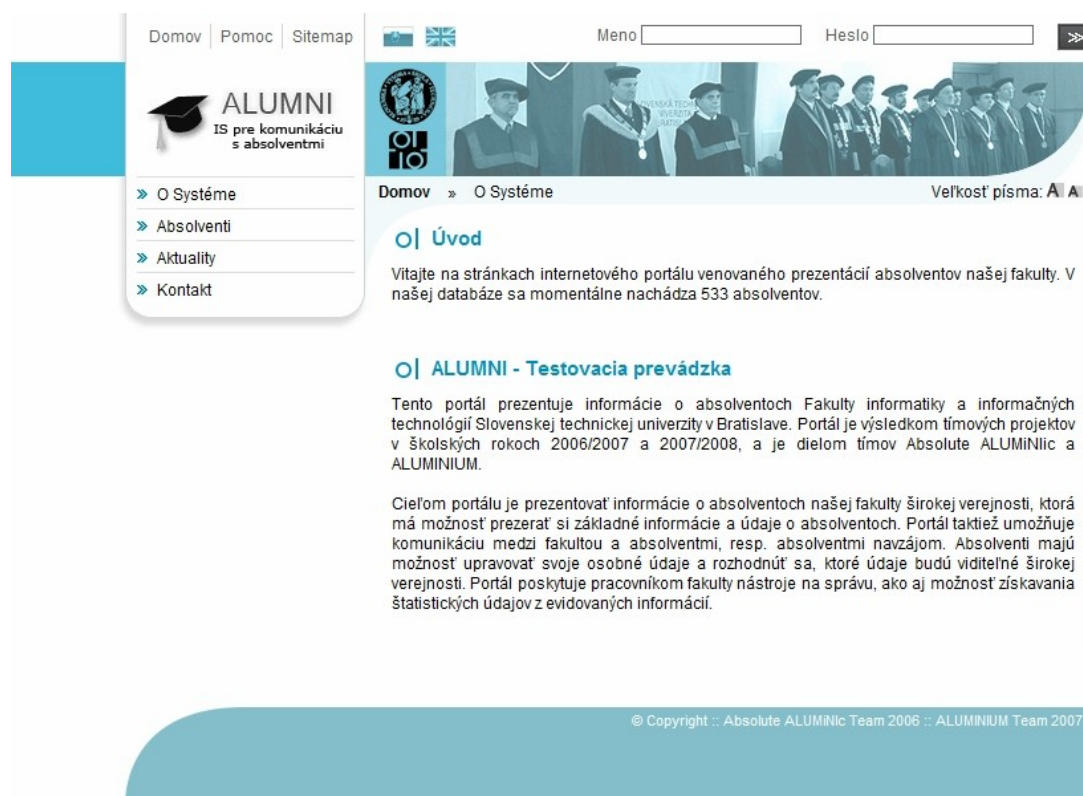 Domov Pomoc Sitemap Meno Heslo
ALUMNI
IS pre komunikáciu
s absolventmi
O Systéme
Absolventi
Aktuality
Kontakt
Domov » O Systéme Veľkosť písma: A A
Úvod
Vitajte na stránkach internetového portálu venovaného prezentácií absolventov našej fakulty. V
našej databáze sa momentálne nachádza 533 absolventov.
ALUMNI - Testovacia prevádzka
Tento portál prezentuje informácie o absolventoch Fakulty informatiky a informačných
technológií Slovenskej technickej univerzity v Bratislave. Portál je výsledkom tímových projektov
v školských rokoch 2006/2007 a 2007/2008, a je dielom tímov Absolute ALUMiNIic a
ALUMINIUM.
Cieľom portálu je prezentovať informácie o absolventoch našej fakulty širokej verejnosti, ktorá
má možnosť prezerať si základné informácie a údaje o absolventoch. Portál taktiež umožňuje
komunikáciu medzi fakultou a absolventmi, resp. absolventmi navzájom. Absolventi majú
možnosť upravovať svoje osobné údaje a rozhodnúť sa, ktoré údaje budú viditeľné širokej
verejnosti. Portál poskytuje pracovníkom fakulty nástroje na správu, ako aj možnosť získavania
štatistických údajov z evidovaných informácií.
© Copyright :: Absolute ALUMiNIc Team 2006 :: ALUMINIUM Team 2007